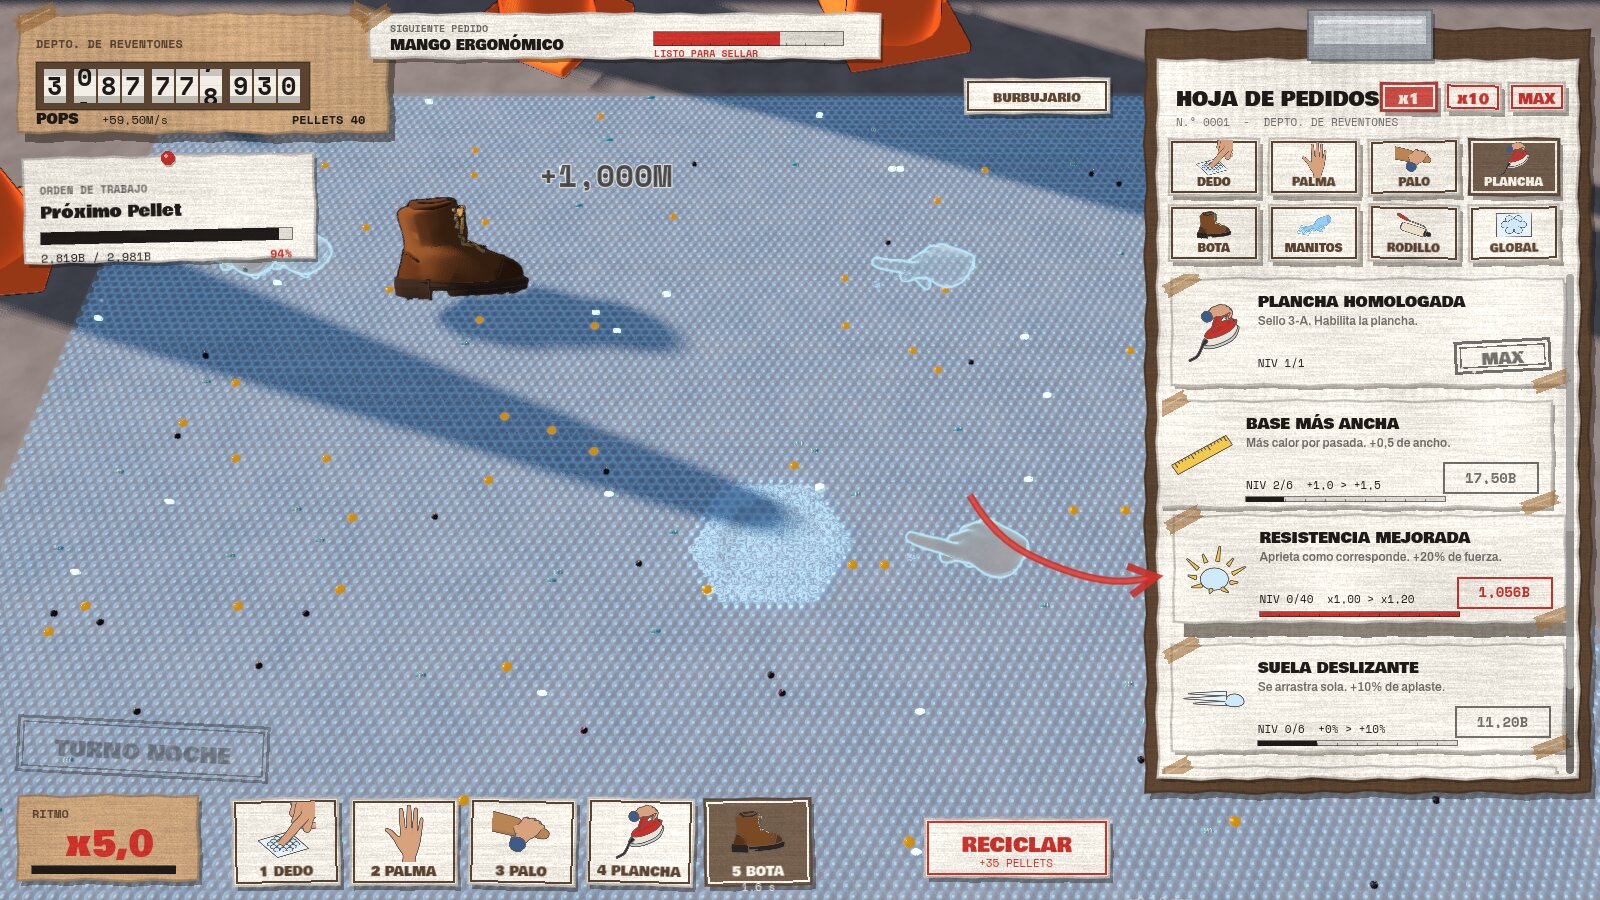 DEPTO. DE REVENTONES
POPS
+59,50M/s
PELLETS 40
SIGUIENTE PEDIDO
MANGO ERGONÓMICO
LISTO PARA SELLAR
BURBUJARIO
ORDEN DE TRABAJO
Próximo Pellet
2,819B / 2,981B
94%
+1,000M
HOJA DE PEDIDOS
x1
x10
MAX
N.° 0001 - DEPTO. DE REVENTONES
DEDO
PALMA
PALO
PLANCHA
BOTA
MANITOS
RODILLO
GLOBAL
PLANCHA HOMOLOGADA
Sello 3-A. Habilita la plancha.
NIV 1/1
MAX
BASE MÁS ANCHA
Más calor por pasada. +0,5 de ancho.
NIV 2/6 +1,0 > +1,5
17,50B
RESISTENCIA MEJORADA
Aprieta como corresponde. +20% de fuerza.
NIV 0/40 x1,00 > x1,20
1,056B
SUELA DESLIZANTE
Se arrastra sola. +10% de aplaste.
NIV 0/6 +0% > +10%
11,20B
TURNO NOCHE
RITMO
x5,0
1 DEDO
2 PALMA
3 PALO
4 PLANCHA
5 BOTA
1,6 s
RECICLAR
+35 PELLETS